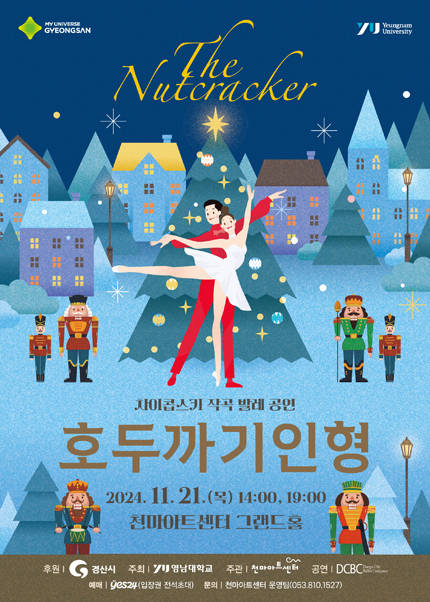 MY UNIVERSE
GYEONGSAN
YU Yeungnam
University
The
Nutcracker
차이콥스키 작곡 발레 공연
호두까기인형
2024. 11. 21.(목) 14:00, 19:00
천마아트센터 그랜드홀
후원 | 경산시 주최 | YU 영남대학교 주관 | 천마아트센터 공연 | DCBC
예매 | yes24(입장권 전석초대) 문의 | 천마아트센터 운영팀(053.810.1527)